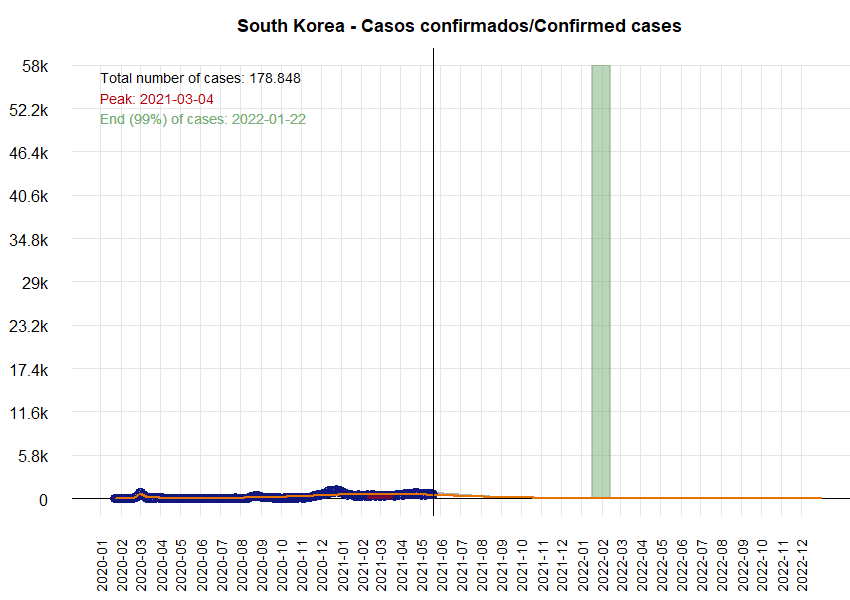 South Korea - Casos confirmados/Confirmed cases
58k
Total number of cases: 178.848
Peak: 2021-03-04
End (99%) of cases: 2022-01-22
52.2k
46.4k
40.6k
34.8k
29k
23.2k
17.4k
11.6k
5.8k
0
2020-01
2020-02
2020-03
2020-04
2020-05
2020-06
2020-07
2020-08
2020-09
2020-10
2020-11
2020-12
2021-01
2021-02
2021-03
2021-04
2021-05
2021-06
2021-07
2021-08
2021-09
2021-10
2021-11
2021-12
2022-01
2022-02
2022-03
2022-04
2022-05
2022-06
2022-07
2022-08
2022-09
2022-10
2022-11
2022-12